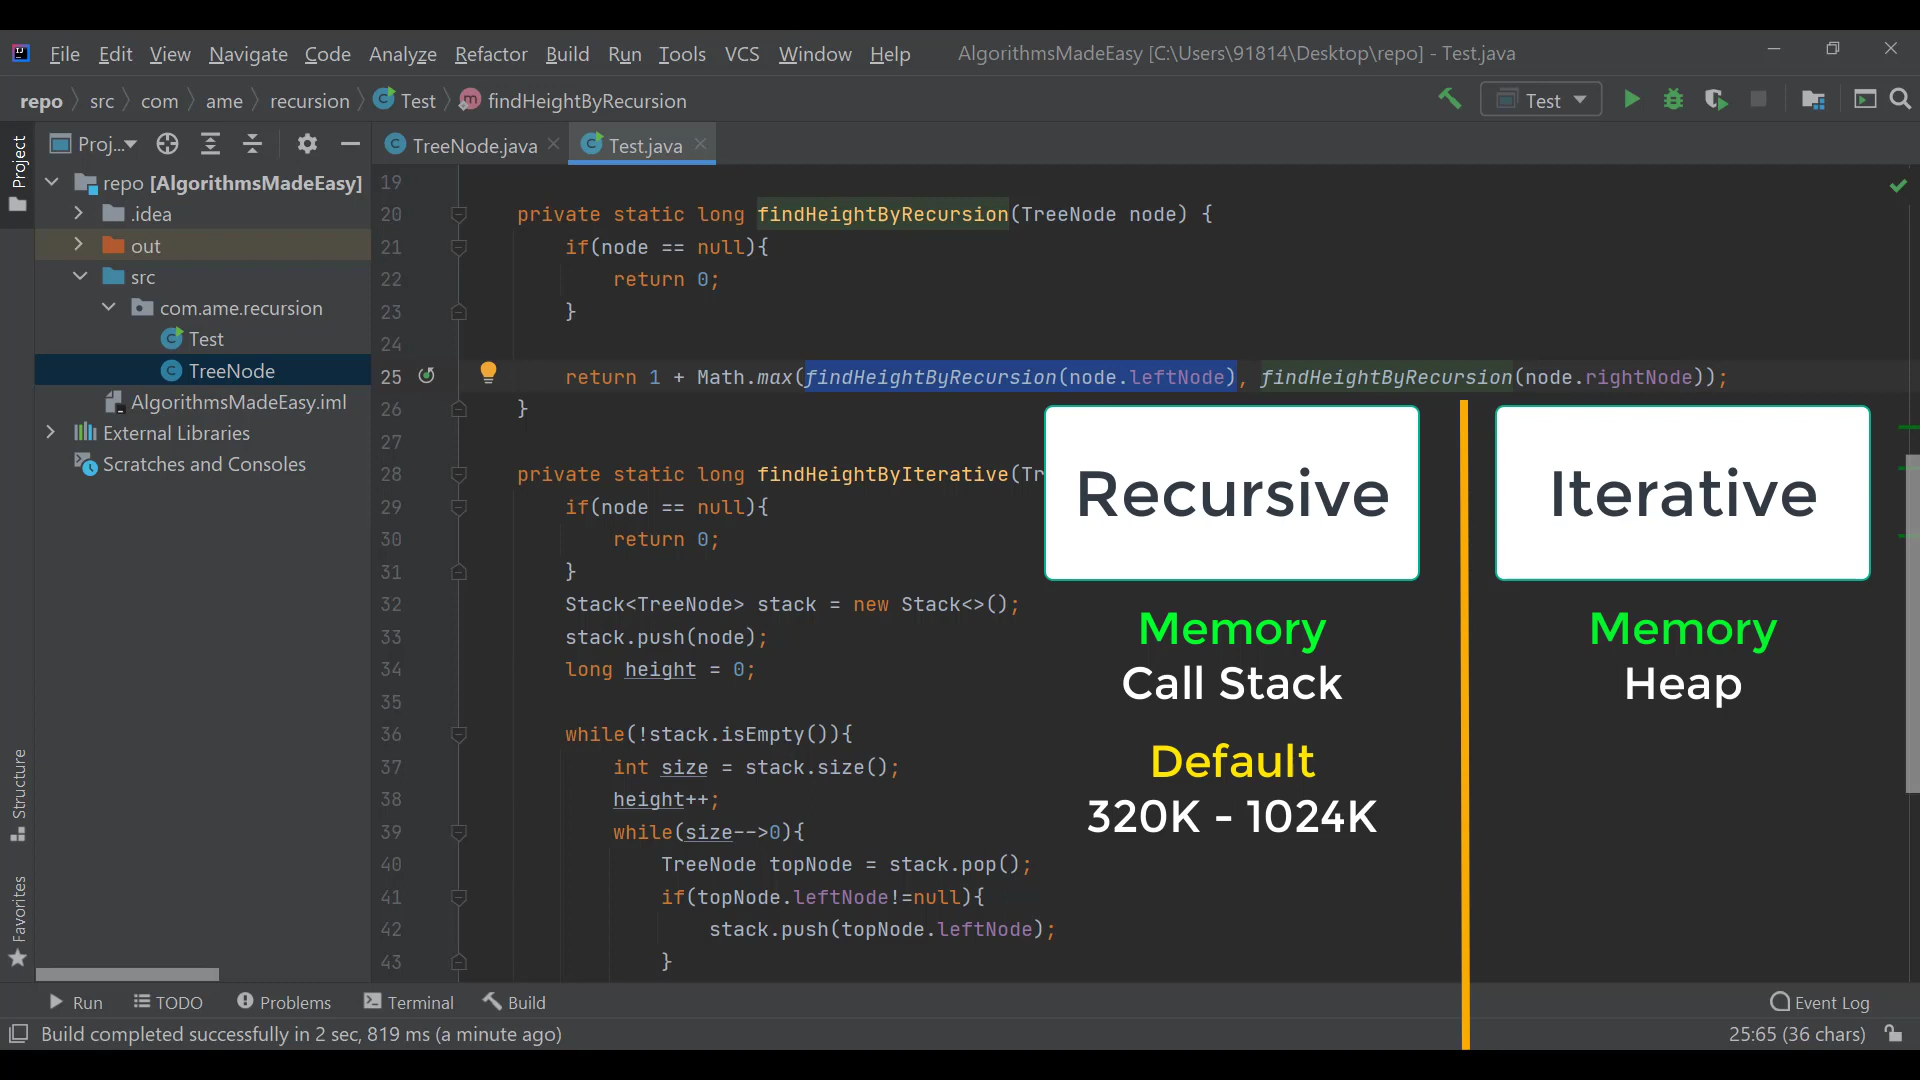 File Edit View Navigate Code Analyze Refactor Build Run Tools VCS Window Help AlgorithmsMadeEasy [C:\Users\91814\Desktop\repo] - Test.java
repo src com ame recursion Test findHeightByRecursion Test
Project
Proj... TreeNode.java Test.java
repo [AlgorithmsMadeEasy]
.idea
out
src
com.ame.recursion
Test
TreeNode
AlgorithmsMadeEasy.iml
External Libraries
Scratches and Consoles
Structure
Favorites
19
20 private static long findHeightByRecursion(TreeNode node) {
21 if(node == null){
22 return 0;
23 }
24
25 return 1 + Math.max(findHeightByRecursion(node.leftNode), findHeightByRecursion(node.rightNode));
26 }
27
28 private static long findHeightByIterative(Tr
29 if(node == null){
30 return 0;
31 }
32 Stack<TreeNode> stack = new Stack<>();
33 stack.push(node);
34 long height = 0;
35
36 while(!stack.isEmpty()){
37 int size = stack.size();
38 height++;
39 while(size-->0){
40 TreeNode topNode = stack.pop();
41 if(topNode.leftNode!=null){
42 stack.push(topNode.leftNode);
43 }
Recursive
Memory
Call Stack
Default
320K - 1024K
Iterative
Memory
Heap
Run TODO Problems Terminal Build Event Log
Build completed successfully in 2 sec, 819 ms (a minute ago) 25:65 (36 chars)